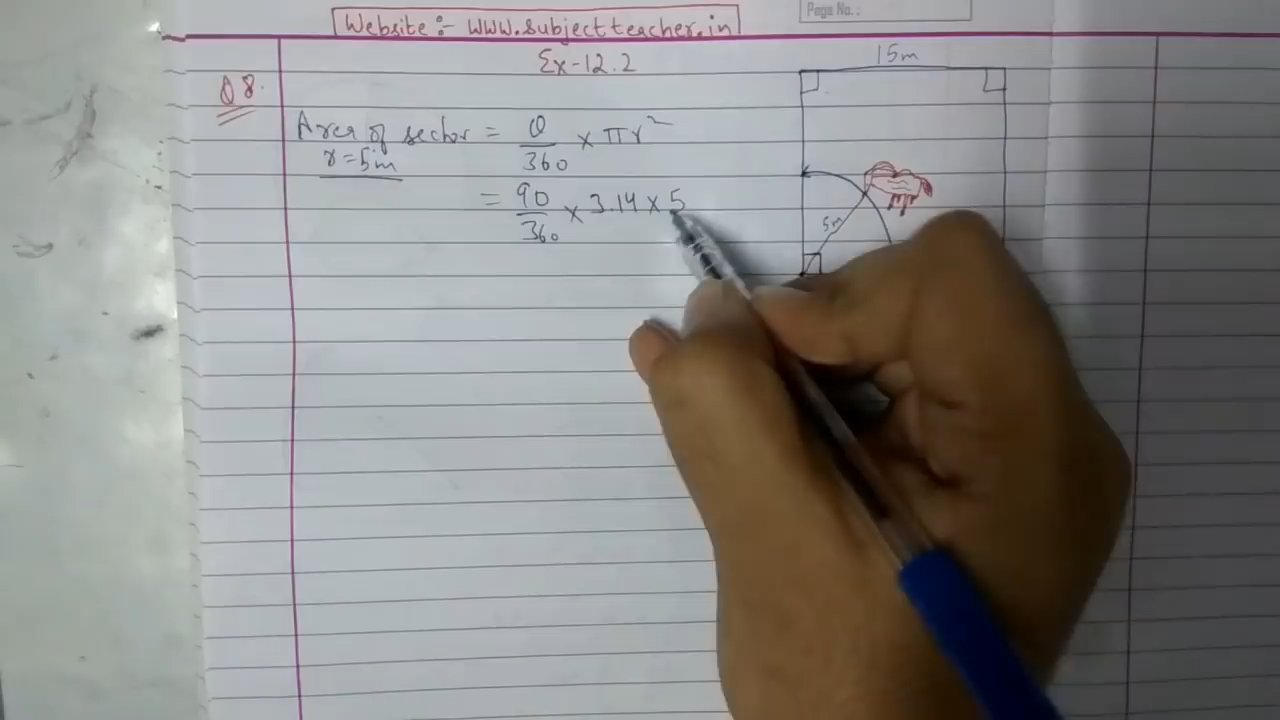 Page No.:
Website :- www.subjectteacher.in
Ex-12.2
15m
Q8.
Area of sector = θ/360 × πr²
r = 5m
= 90/360 × 3.14 × 5
5m